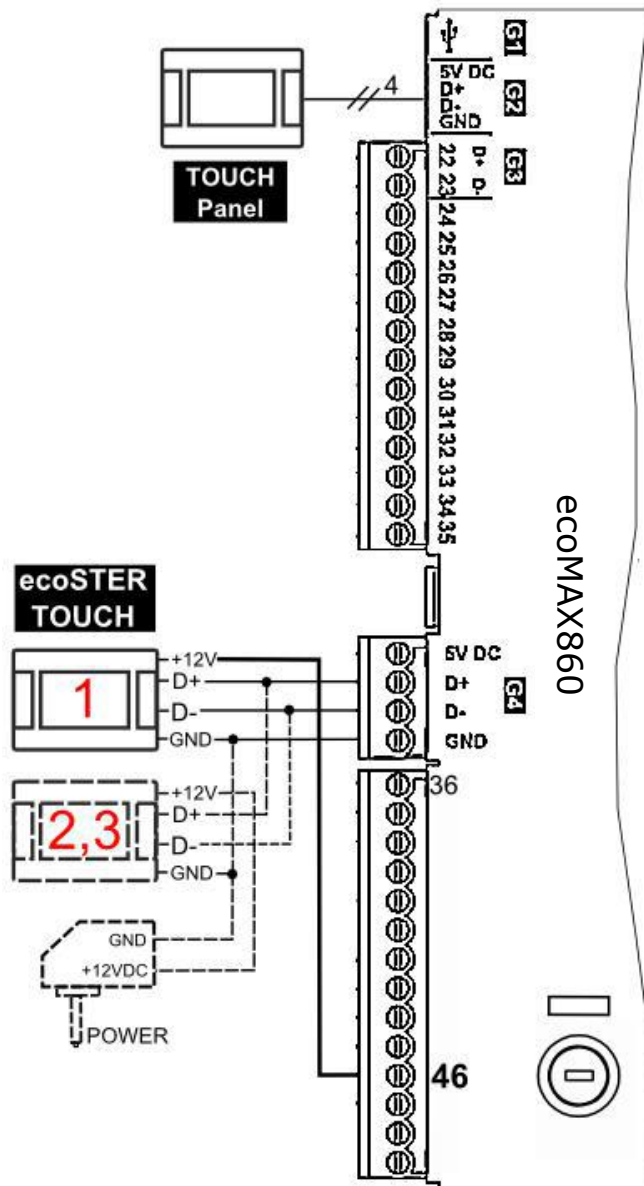 G1
5V DC
D+
D-
GND
G2
4
TOUCH
Panel
22 D+
23 D-
G3
24
25
26
27
28
29
30
31
32
33
34
35
ecoMAX860
ecoSTER
TOUCH
+12V
D+
D-
GND
1
5V DC
D+
D-
GND
G4
+12V
D+
D-
GND
2,3
36
GND
+12VDC
POWER
46